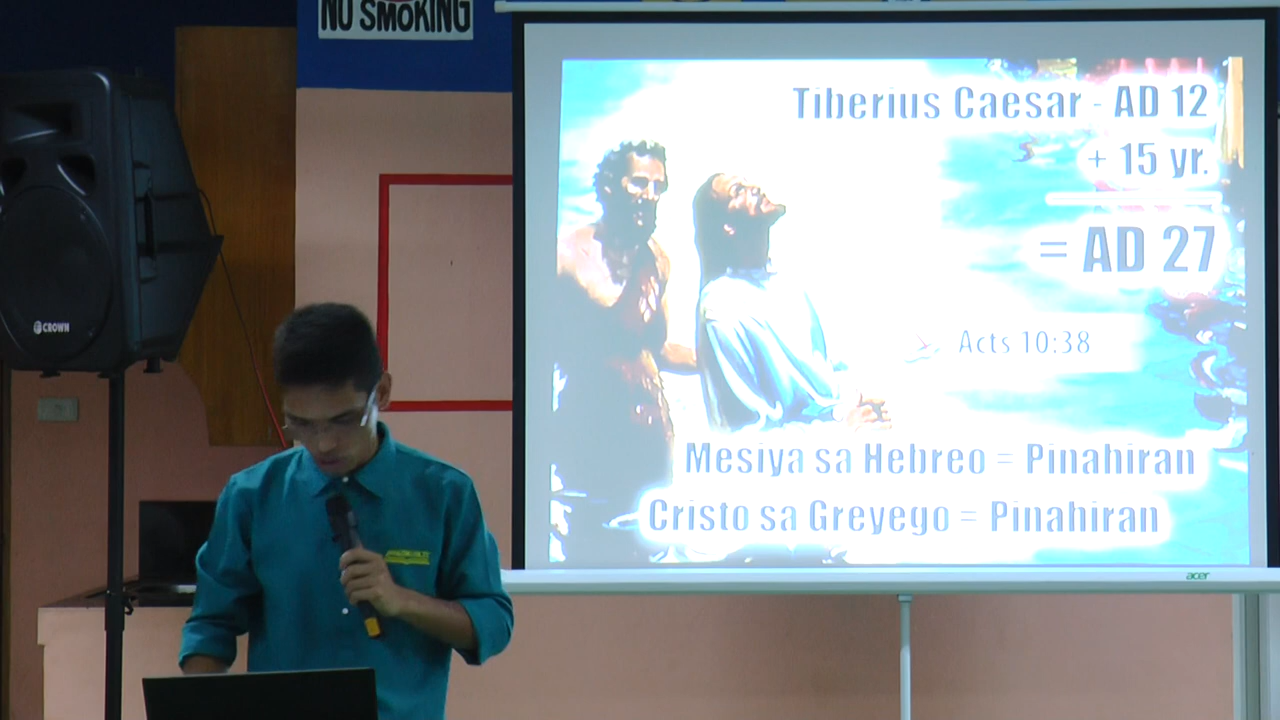 NO SMOKING
Tiberius Caesar - AD 12
+ 15 yr.
= AD 27
Acts 10:38
Mesiya sa Hebreo = Pinahiran
Cristo sa Greyego = Pinahiran
CROWN
acer